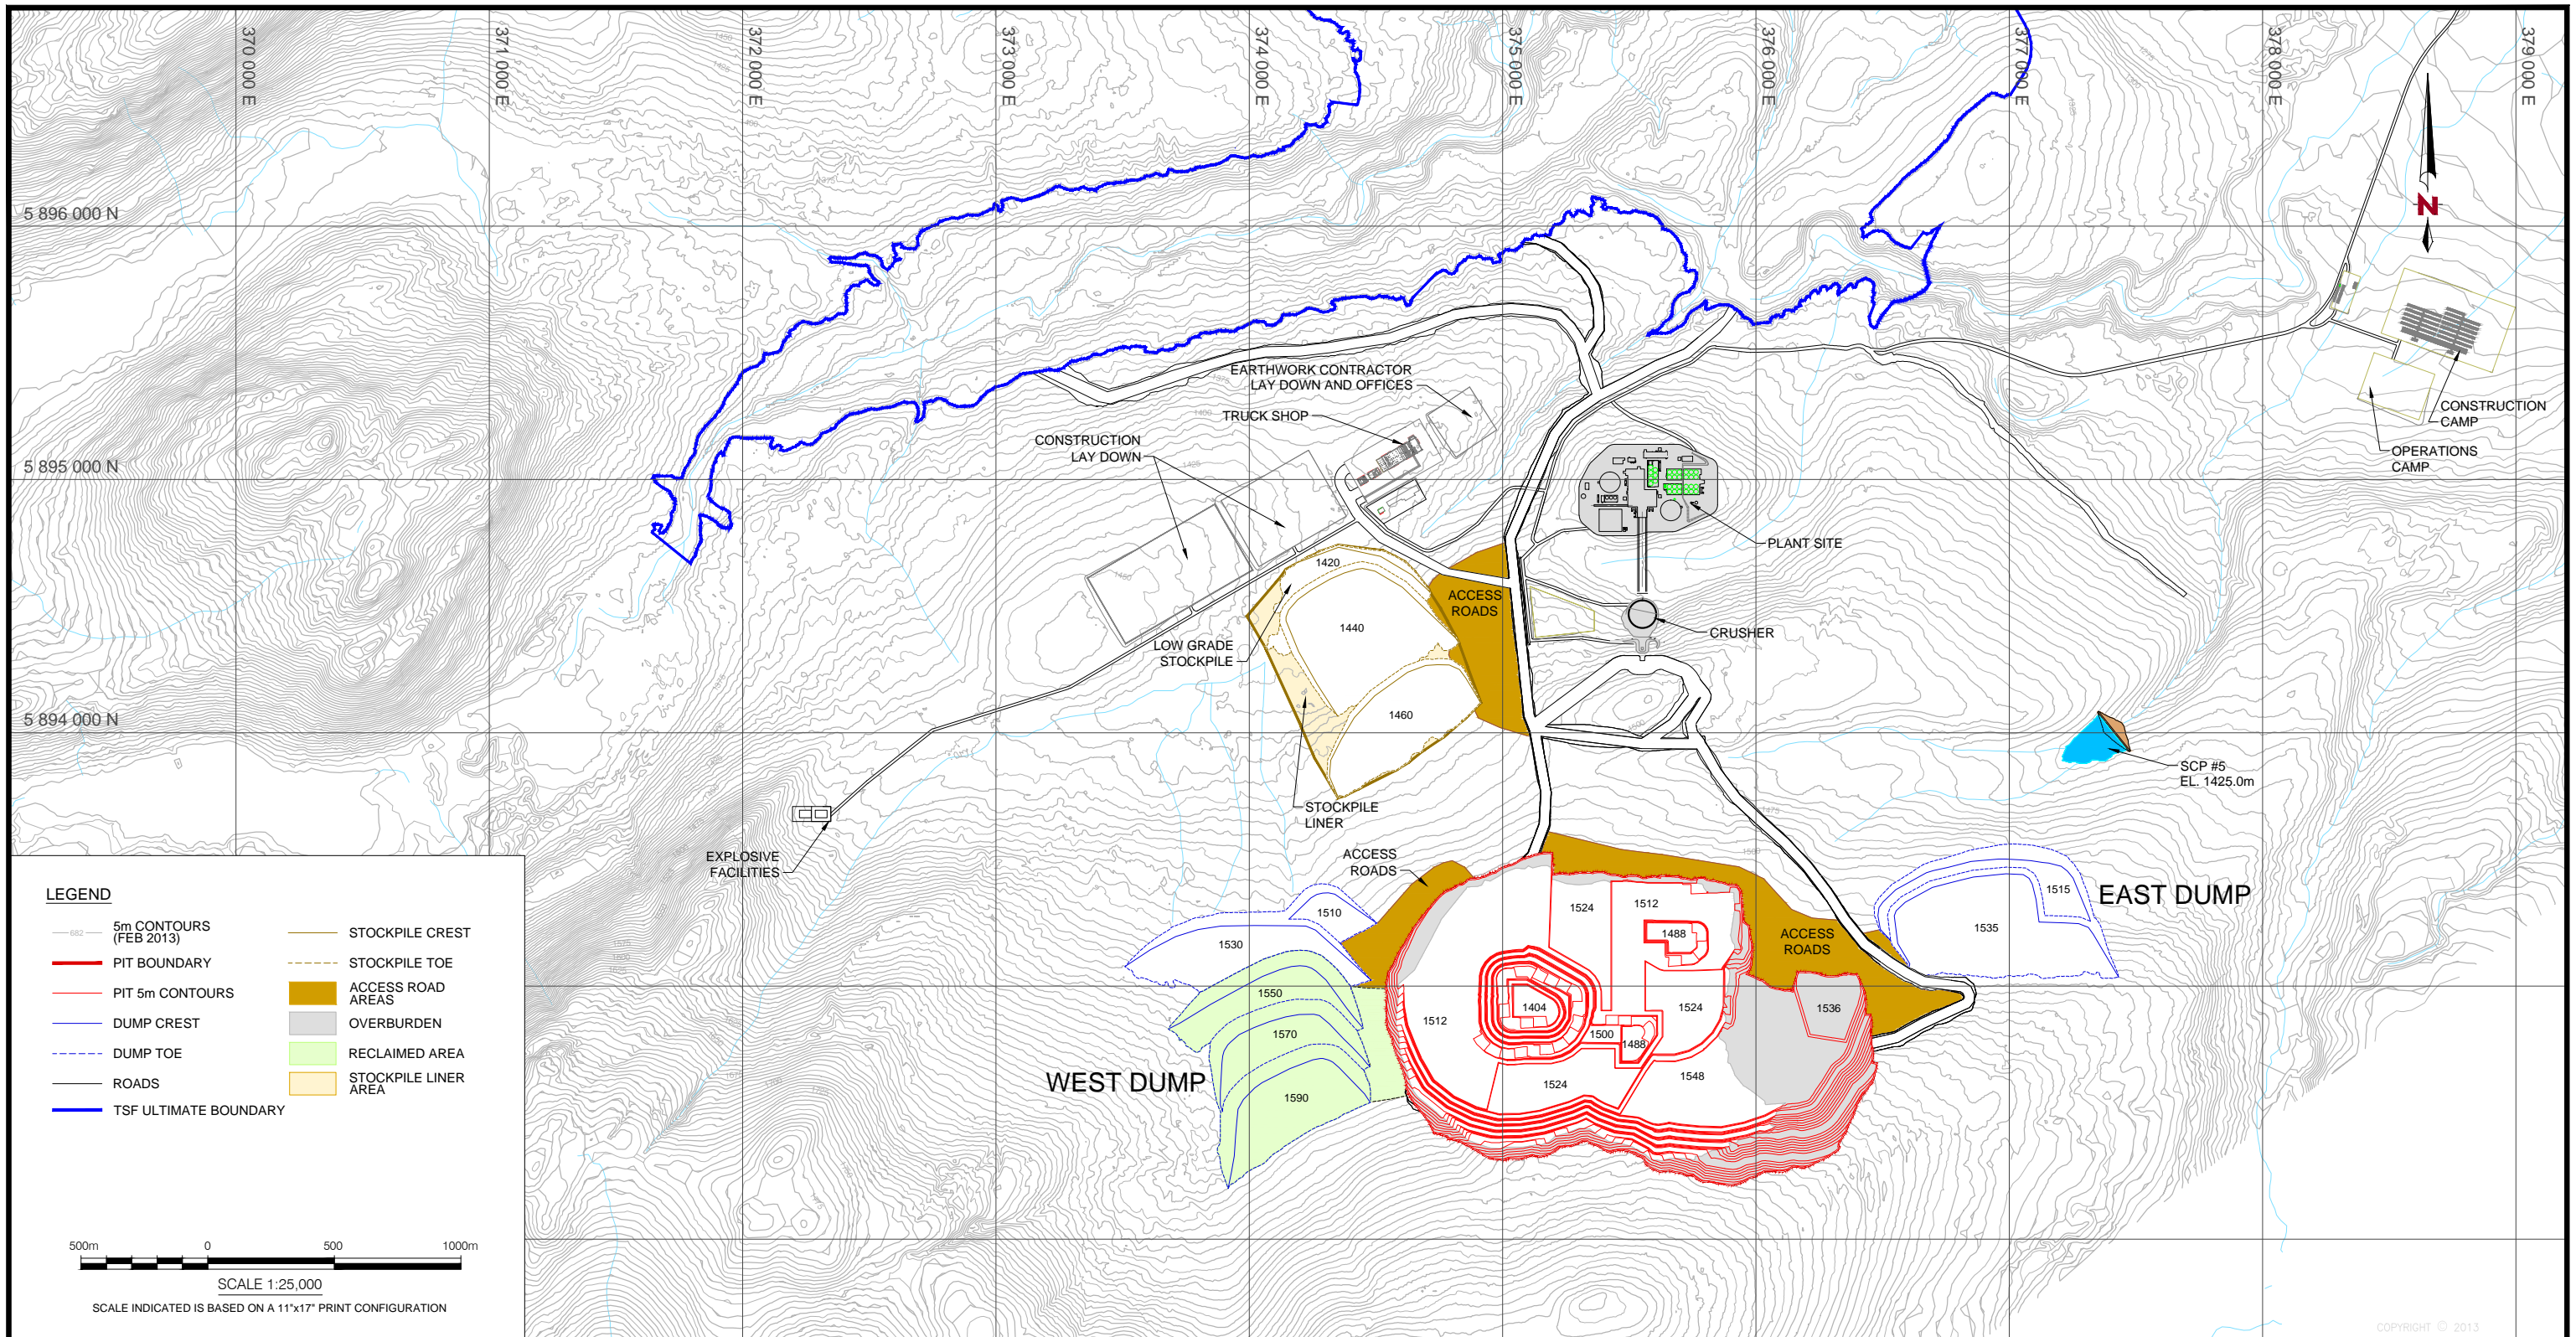 370 000 E
371 000 E
372 000 E
373 000 E
374 000 E
375 000 E
376 000 E
377 000 E
378 000 E
379 000 E
5 896 000 N
N
5 895 000 N
5 894 000 N
EARTHWORK CONTRACTOR
LAY DOWN AND OFFICES
TRUCK SHOP
CONSTRUCTION
LAY DOWN
CONSTRUCTION
CAMP
OPERATIONS
CAMP
PLANT SITE
1420
ACCESS
ROADS
1440
CRUSHER
LOW GRADE
STOCKPILE
1460
SCP #5
EL. 1425.0m
STOCKPILE
LINER
EXPLOSIVE
FACILITIES
ACCESS
ROADS
1510
1530
1550
1570
1590
WEST DUMP
1524
1512
1488
1404
1512
1500
1488
1524
1524
1548
1536
ACCESS
ROADS
1515
1535
EAST DUMP
LEGEND
682
5m CONTOURS
(FEB 2013)
PIT BOUNDARY
PIT 5m CONTOURS
DUMP CREST
DUMP TOE
ROADS
TSF ULTIMATE BOUNDARY
STOCKPILE CREST
STOCKPILE TOE
ACCESS ROAD
AREAS
OVERBURDEN
RECLAIMED AREA
STOCKPILE LINER
AREA
500m 0 500 1000m
SCALE 1:25,000
SCALE INDICATED IS BASED ON A 11"x17" PRINT CONFIGURATION
COPYRIGHT © 2013